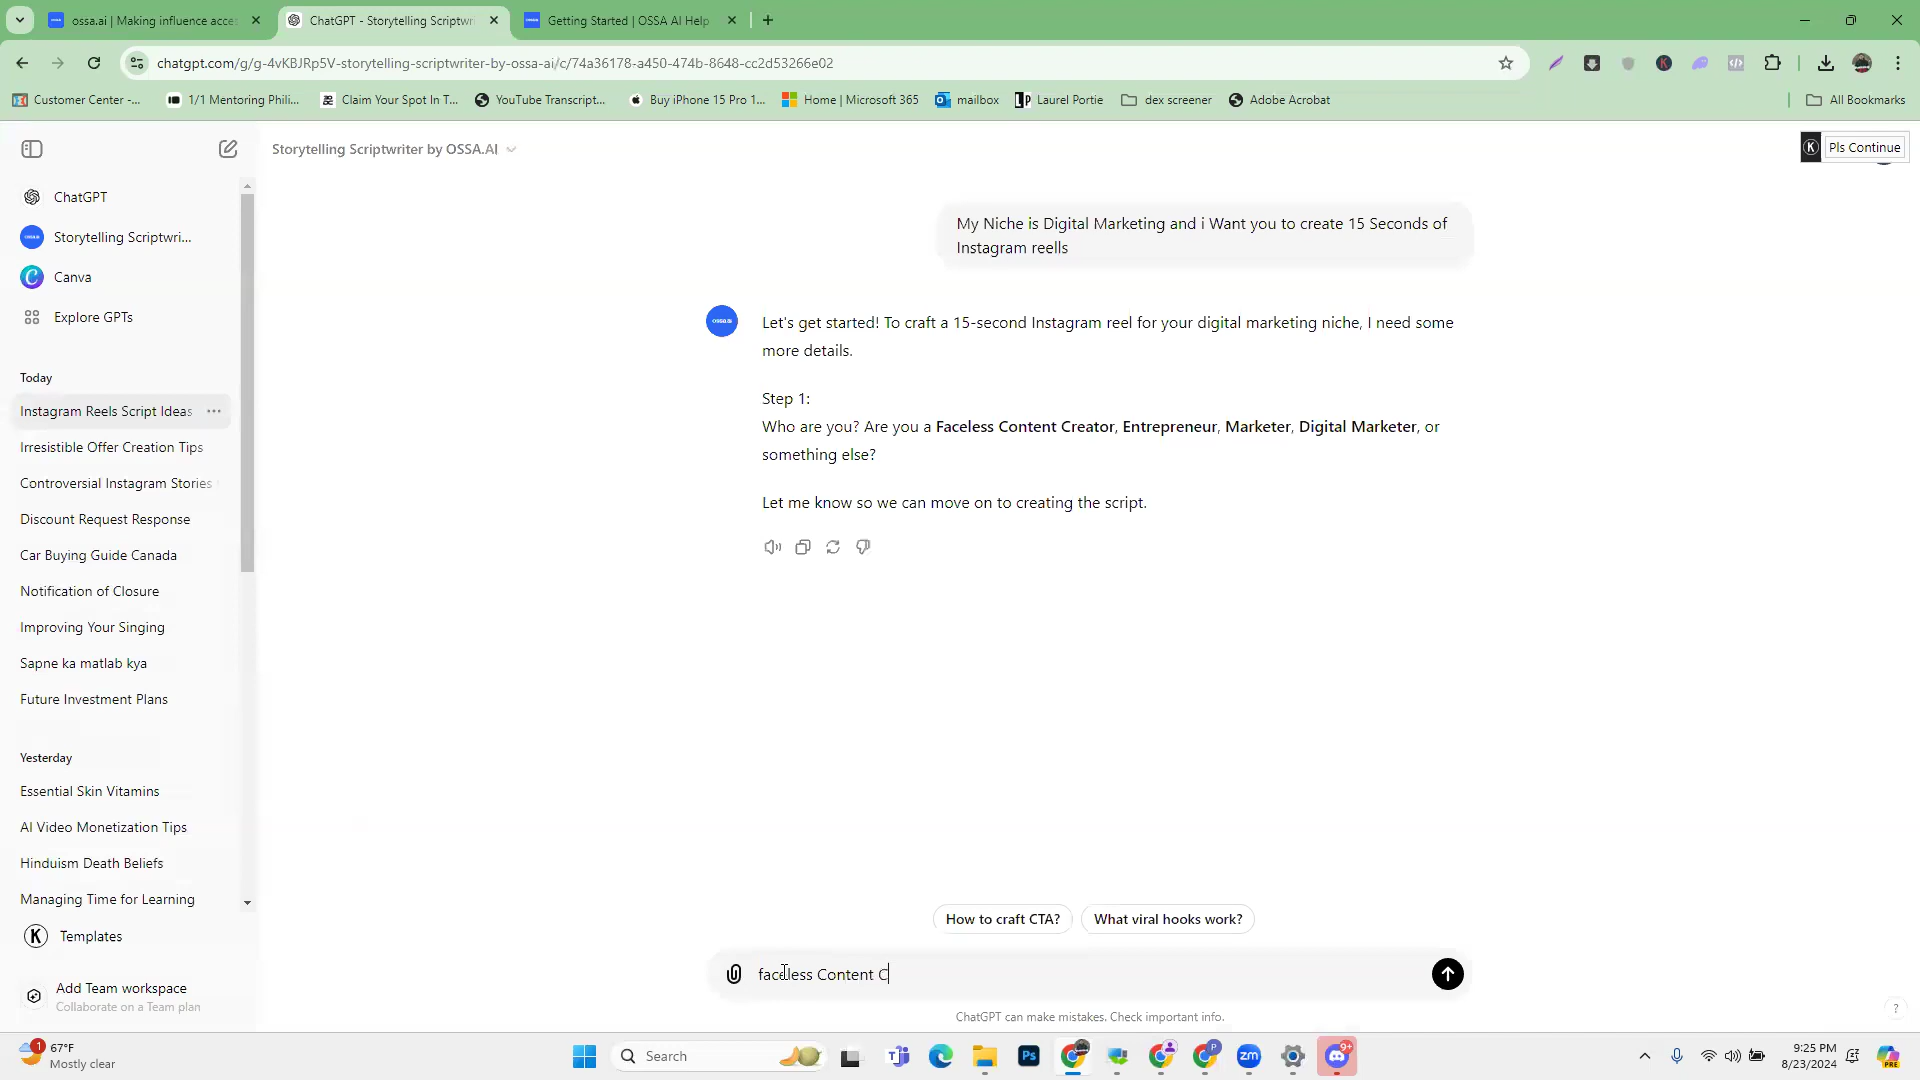 ossa.ai | Making influence acce
ChatGPT - Storytelling Scriptwr
Getting Started | OSSA AI Help
chatgpt.com/g/g-4vKBJRp5V-storytelling-scriptwriter-by-ossa-ai/c/74a36178-a450-474b-8648-cc2d53266e02
Customer Center -...
1/1 Mentoring Phili...
Claim Your Spot In T...
YouTube Transcript...
Buy iPhone 15 Pro 1...
Home | Microsoft 365
mailbox
Laurel Portie
dex screener
Adobe Acrobat
All Bookmarks
Storytelling Scriptwriter by OSSA.AI
Pls Continue
ChatGPT
Storytelling Scriptwri...
Canva
Explore GPTs
Today
Instagram Reels Script Ideas
Irresistible Offer Creation Tips
Controversial Instagram Stories
Discount Request Response
Car Buying Guide Canada
Notification of Closure
Improving Your Singing
Sapne ka matlab kya
Future Investment Plans
Yesterday
Essential Skin Vitamins
AI Video Monetization Tips
Hinduism Death Beliefs
Managing Time for Learning
Templates
Add Team workspace
Collaborate on a Team plan
My Niche is Digital Marketing and i Want you to create 15 Seconds of
Instagram reells
Let's get started! To craft a 15-second Instagram reel for your digital marketing niche, I need some
more details.
Step 1:
Who are you? Are you a Faceless Content Creator, Entrepreneur, Marketer, Digital Marketer, or
something else?
Let me know so we can move on to creating the script.
How to craft CTA?
What viral hooks work?
faceless Content C
ChatGPT can make mistakes. Check important info.
?
1
67°F
Mostly clear
Search
Ps
zm
9+
9:25 PM
8/23/2024
PRE